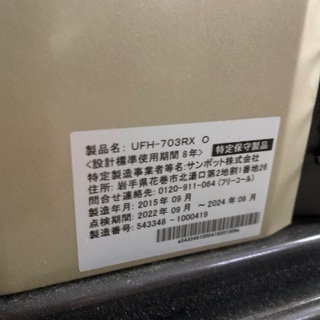 製品名: UFH-703RX O
<設計標準使用期間 8年> 特定保守製品
特定製造事業者等名: サンポット株式会社
住所: 岩手県花巻市北湯口第2地割1番地26
問合せ連絡先: 0120-911-064 (フリーコール)
製造年月: 2015年 09月
点検期間: 2022年 09月 ～ 2024年 08月
製造番号: 543348 -1000419